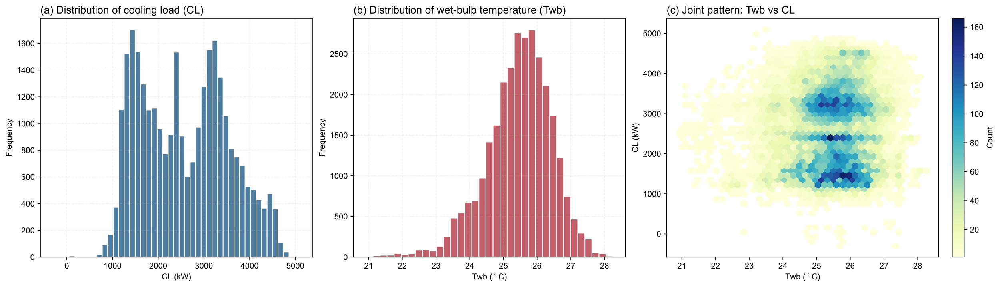 (a) Distribution of cooling load (CL)
Frequency
1600
1400
1200
1000
800
600
400
200
0
0 1000 2000 3000 4000 5000
CL (kW)
(b) Distribution of wet-bulb temperature (Twb)
Frequency
2500
2000
1500
1000
500
0
21 22 23 24 25 26 27 28
Twb (°C)
(c) Joint pattern: Twb vs CL
CL (kW)
5000
4000
3000
2000
1000
0
21 22 23 24 25 26 27 28
Twb (°C)
160
140
120
100
80
60
40
20
Count